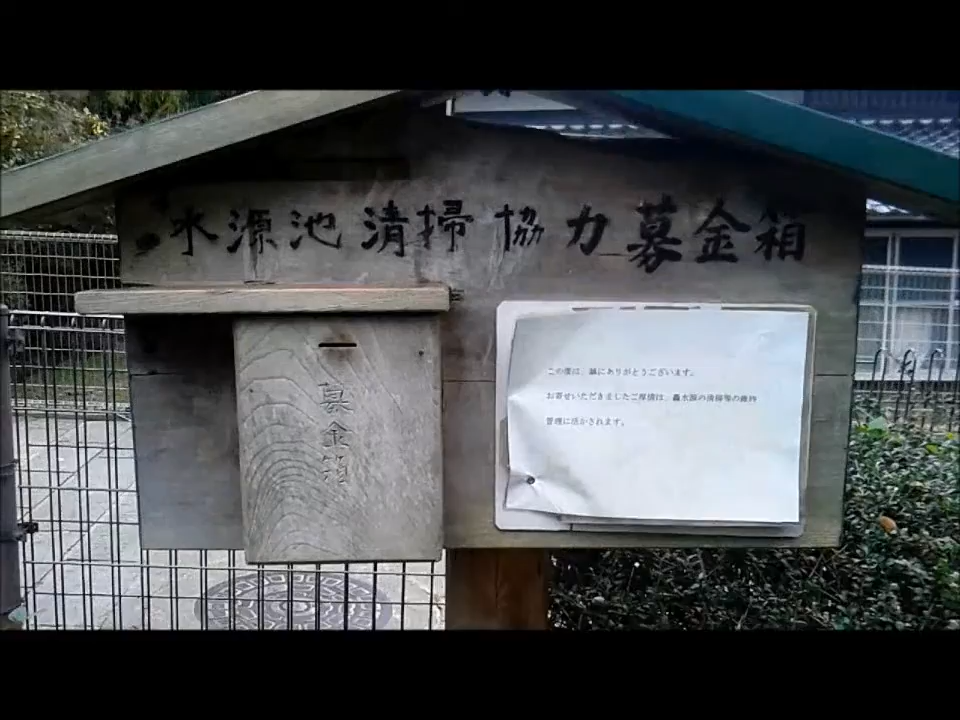 水源池清掃協力募金箱
募金箱
この度は、誠にありがとうございます。
お寄せいただきましたご厚情は、轟水源の清掃等の維持
管理に活かされます。